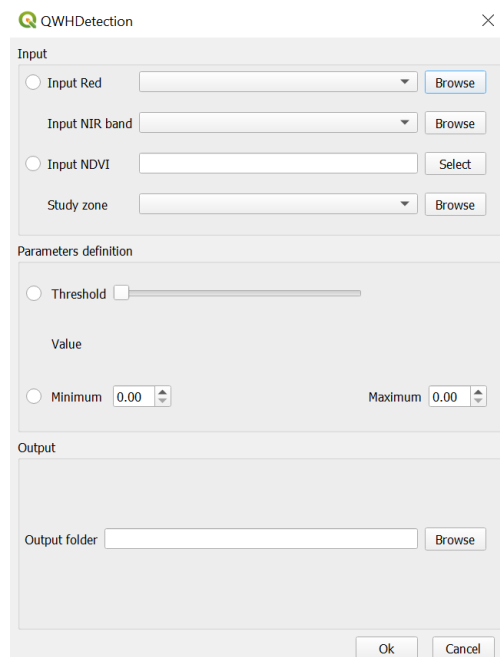 QWHDetection
Input
Input Red Browse
Input NIR band Browse
Input NDVI Select
Study zone Browse
Parameters definition
Threshold
Value
Minimum 0.00 Maximum 0.00
Output
Output folder Browse
Ok Cancel